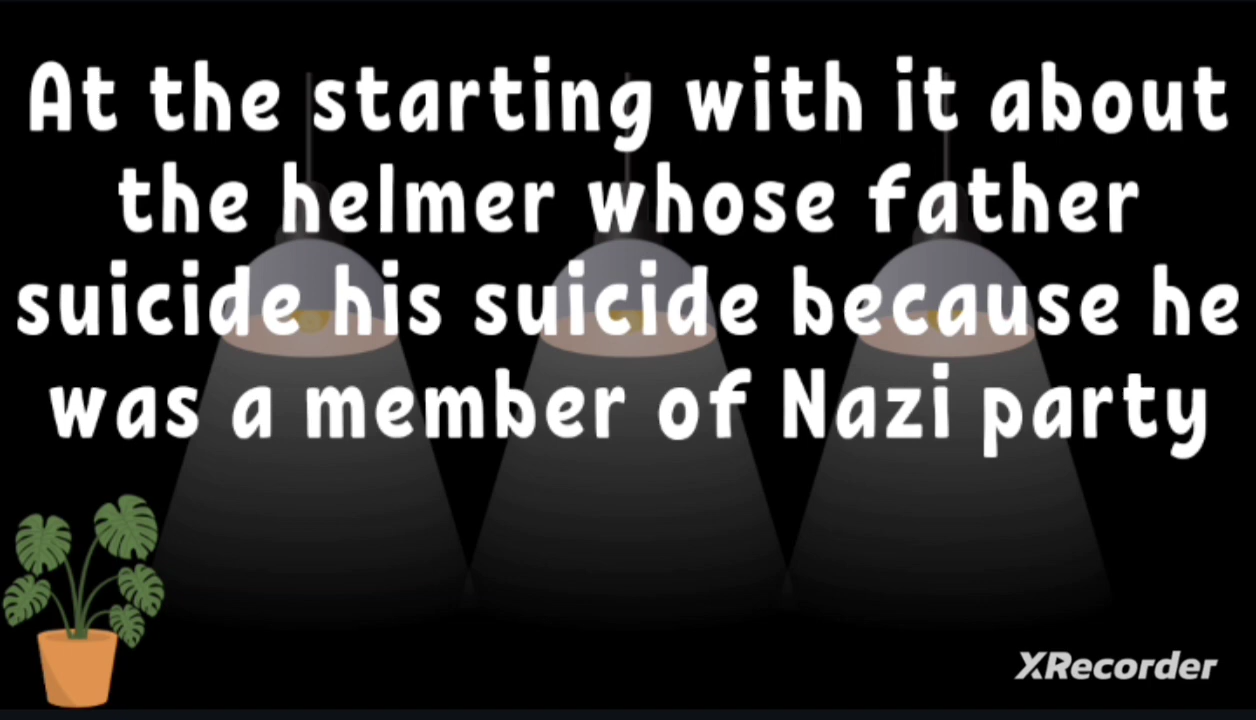 At the starting with it about
the helmer whose father
suicide his suicide because he
was a member of Nazi party
XRecorder